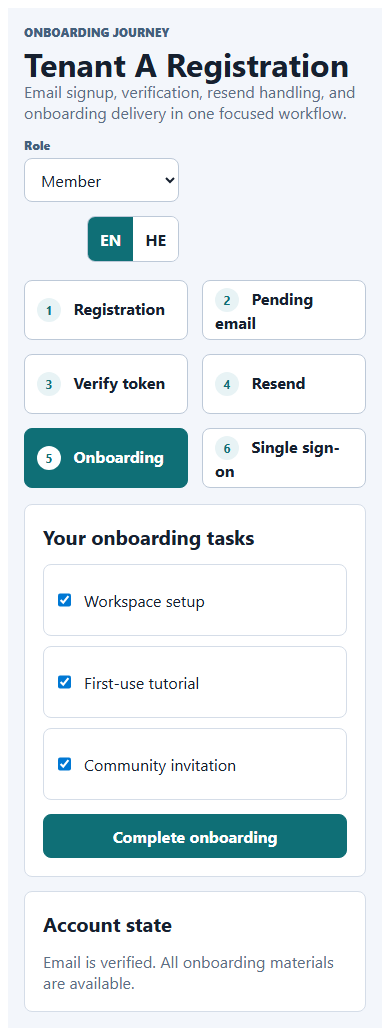 ONBOARDING JOURNEY
Tenant A Registration
Email signup, verification, resend handling, and
onboarding delivery in one focused workflow.
Role
Member
EN HE
1 Registration
2 Pending
email
3 Verify token
4 Resend
5 Onboarding
6 Single sign-
on
Your onboarding tasks
Workspace setup
First-use tutorial
Community invitation
Complete onboarding
Account state
Email is verified. All onboarding materials
are available.